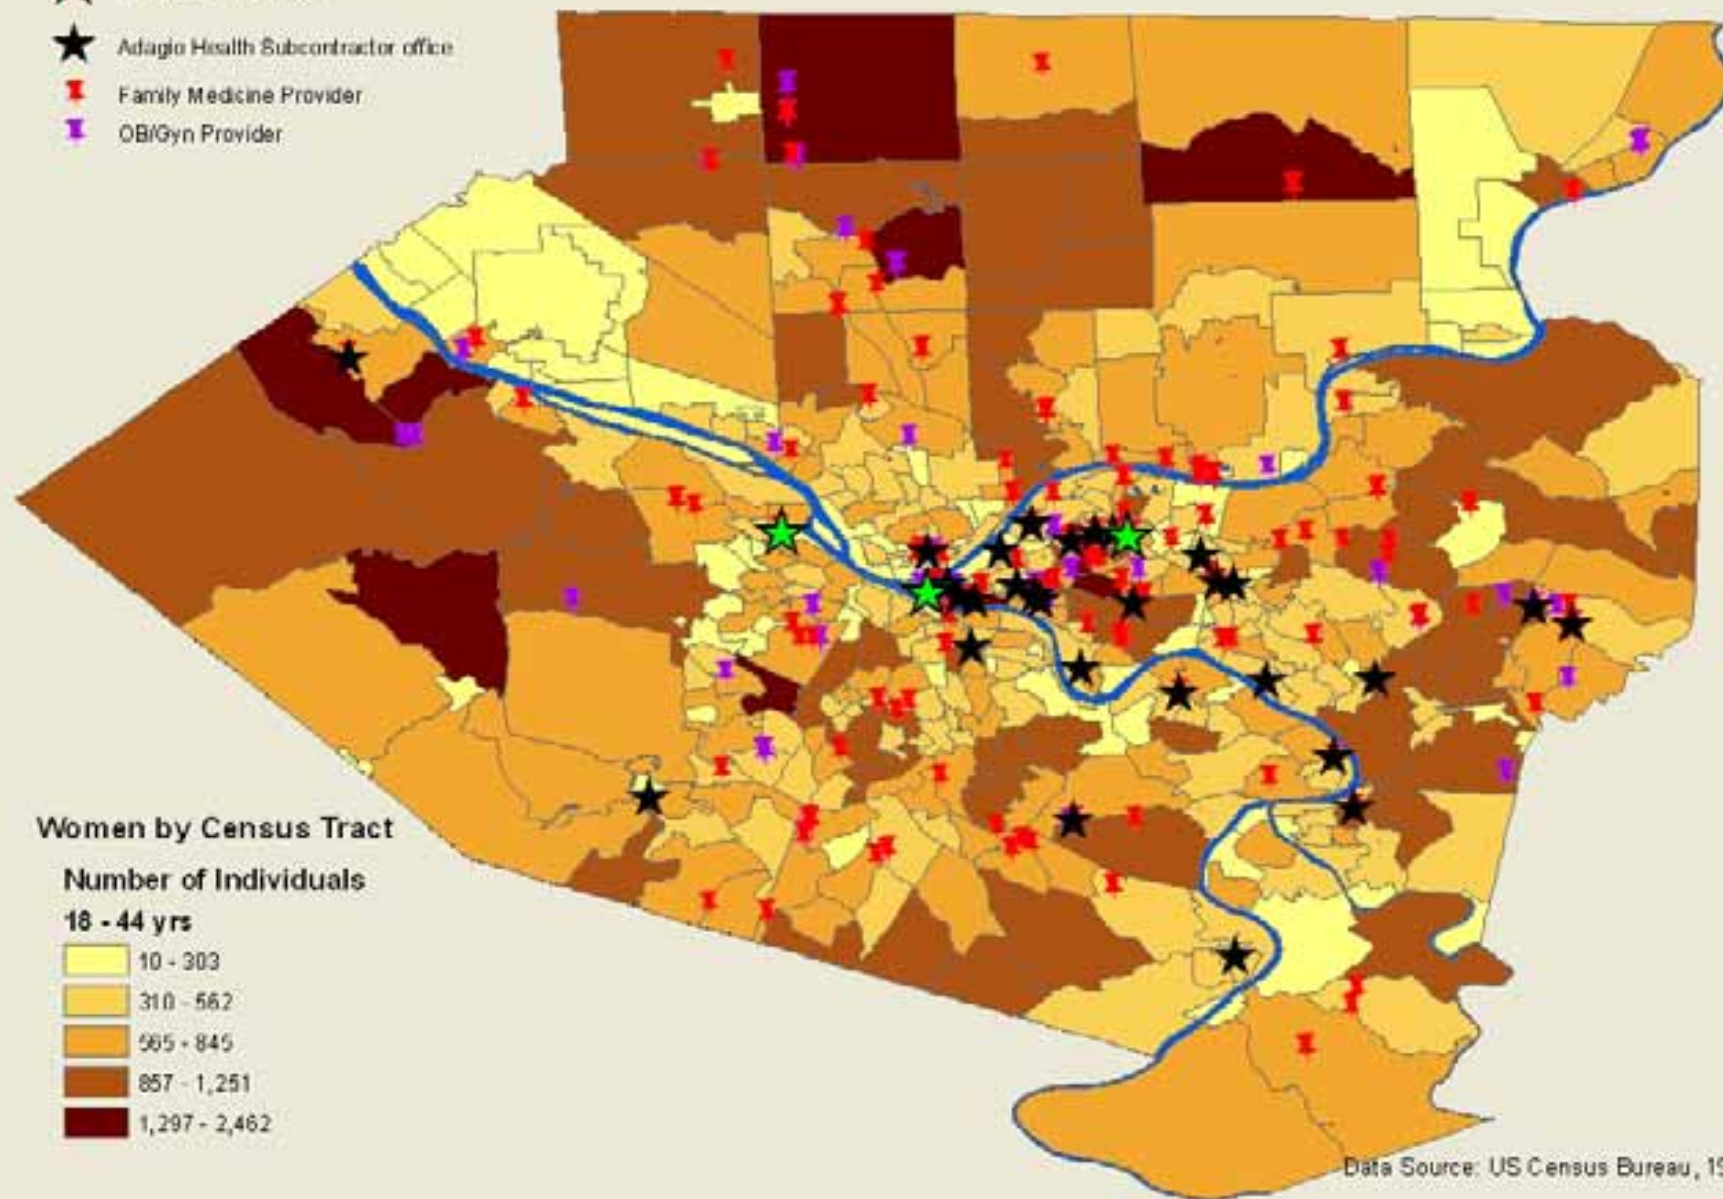 Adagio Health Subcontractor office
Family Medicine Provider
OB/Gyn Provider
Women by Census Tract
Number of Individuals
18 - 44 yrs
10 - 303
310 - 562
565 - 845
857 - 1,251
1,297 - 2,462
Data Source: US Census Bureau,